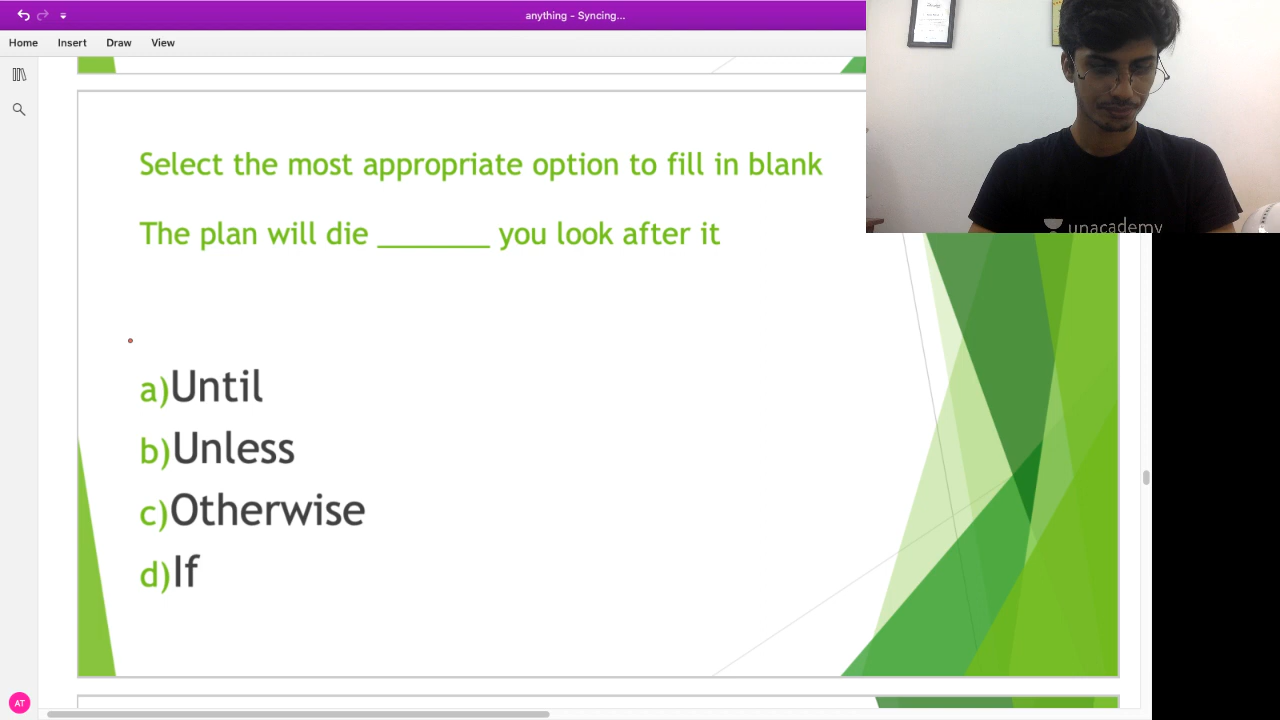 anything - Syncing...
Home Insert Draw View
Select the most appropriate option to fill in blank
The plan will die _______ you look after it
a)Until
b)Unless
c)Otherwise
d)If
unacademy
AT